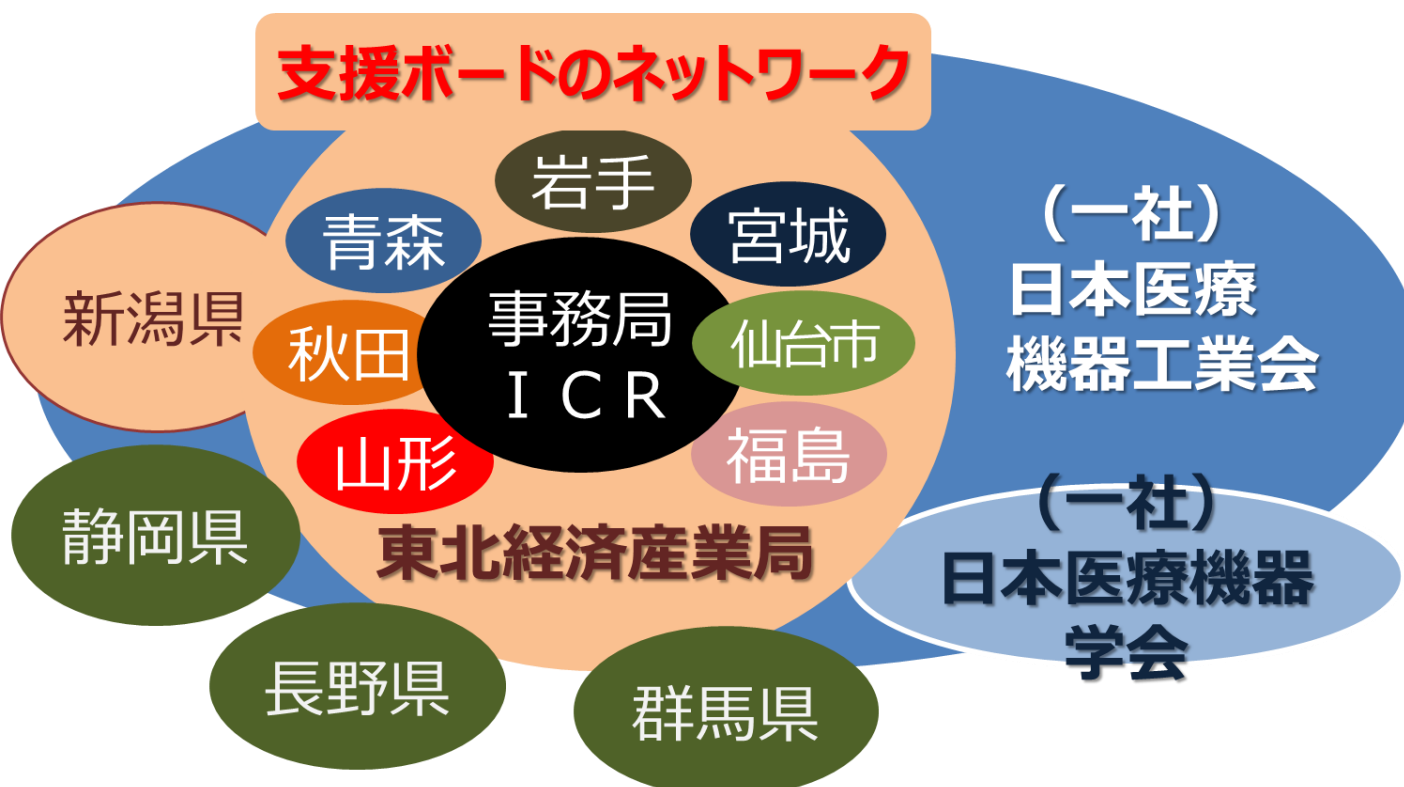 支援ボードのネットワーク
岩手
青森
宮城
新潟県
秋田
事務局
ＩＣＲ
仙台市
山形
福島
東北経済産業局
（一社）
日本医療
機器工業会
（一社）
日本医療機器
学会
静岡県
長野県
群馬県